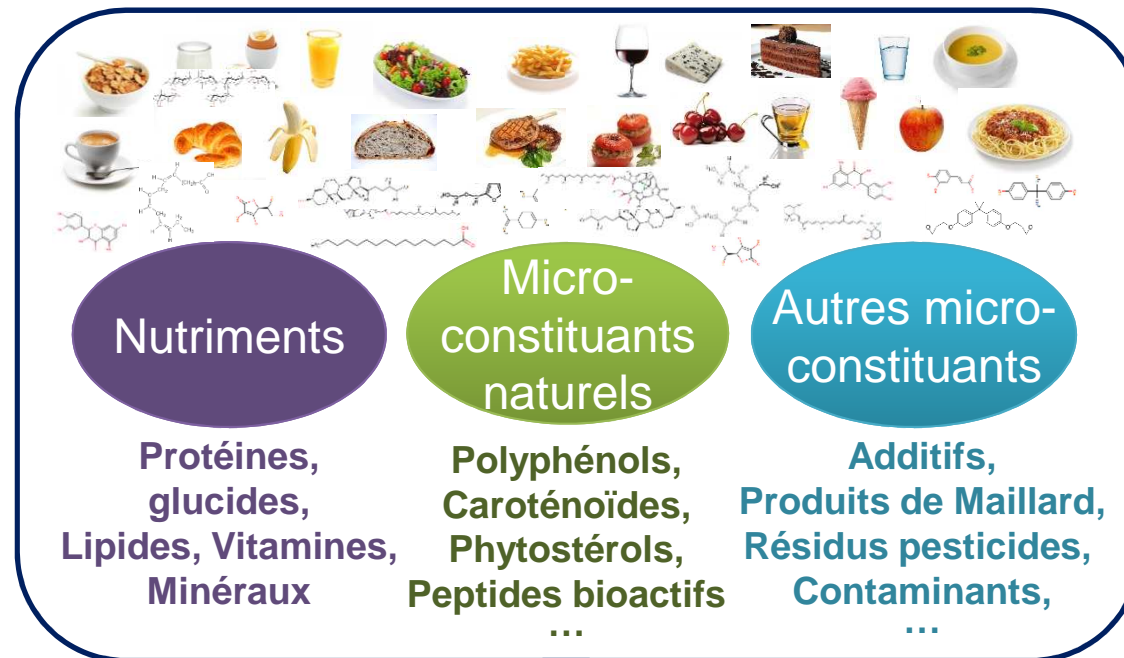 Nutriments
Micro-
constituants
naturels
Autres micro-
constituants
Protéines,
glucides,
Lipides, Vitamines,
Minéraux
Polyphénols,
Caroténoïdes,
Phytostérols,
Peptides bioactifs
…
Additifs,
Produits de Maillard,
Résidus pesticides,
Contaminants,
…